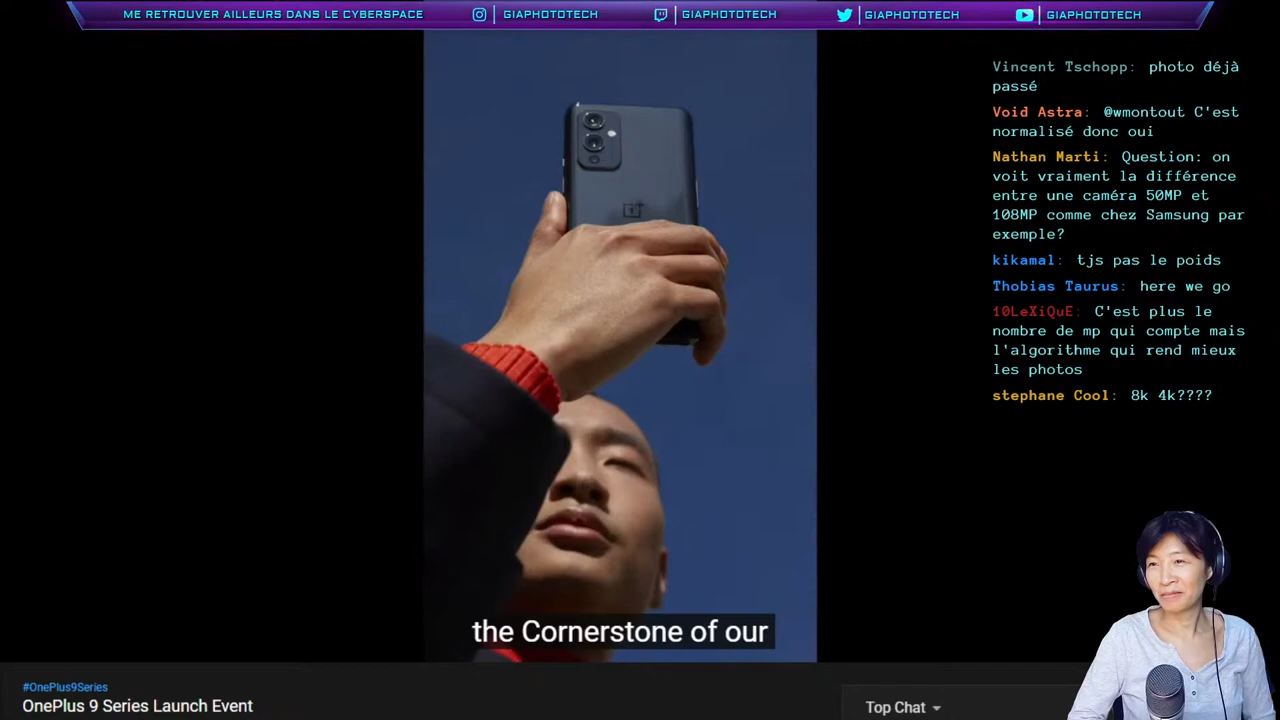 ME RETROUVER AILLEURS DANS LE CYBERSPACE GIAPHOTOTECH GIAPHOTOTECH GIAPHOTOTECH GIAPHOTOTECH
Vincent Tschopp: photo déjà
passé
Void Astra: @wmontout C'est
normalisé donc oui
Nathan Marti: Question: on
voit vraiment la différence
entre une caméra 50MP et
108MP comme chez Samsung par
exemple?
kikamal: tjs pas le poids
Thobias Taurus: here we go
10LeXiQuE: C'est plus le
nombre de mp qui compte mais
l'algorithme qui rend mieux
les photos
stephane Cool: 8k 4k????
the Cornerstone of our
#OnePlus9Series
OnePlus 9 Series Launch Event
Top Chat